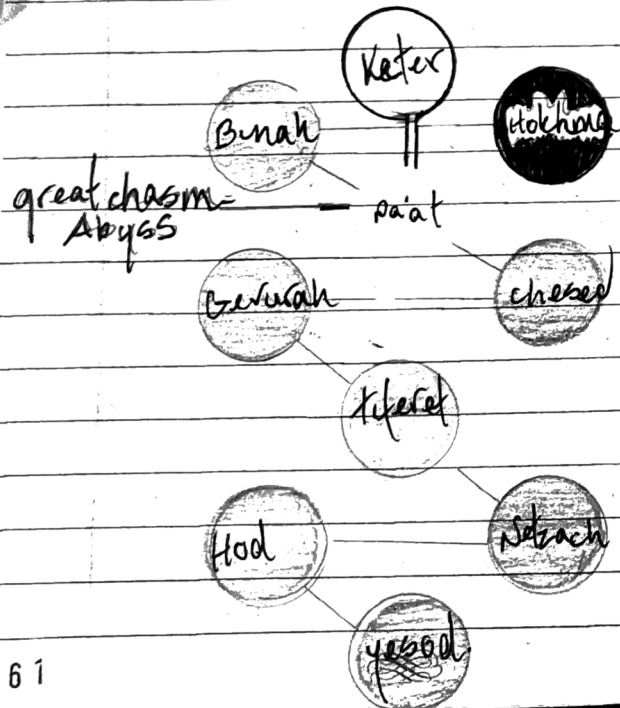 Keter
Binah
Hokhma
great chasm =
Abyss
Da'at
Gevurah
chesed
tiferet
Hod
Netzach
yesod
61